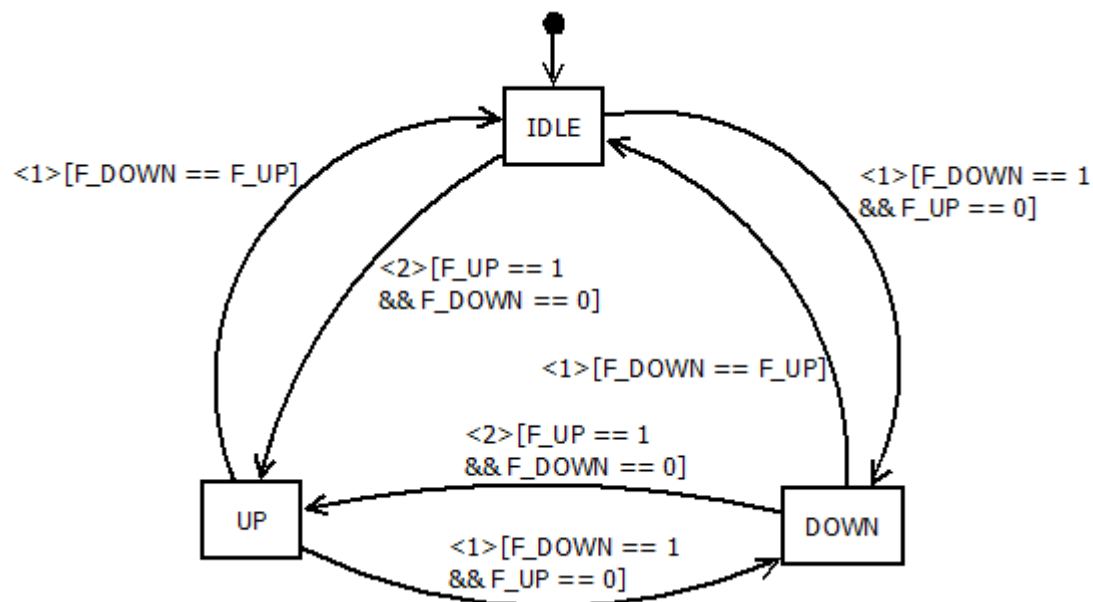 IDLE
<1>[F_DOWN == F_UP]
<1>[F_DOWN == 1
&& F_UP == 0]
<2>[F_UP == 1
&& F_DOWN == 0]
<1>[F_DOWN == F_UP]
<2>[F_UP == 1
&& F_DOWN == 0]
UP
DOWN
<1>[F_DOWN == 1
&& F_UP == 0]